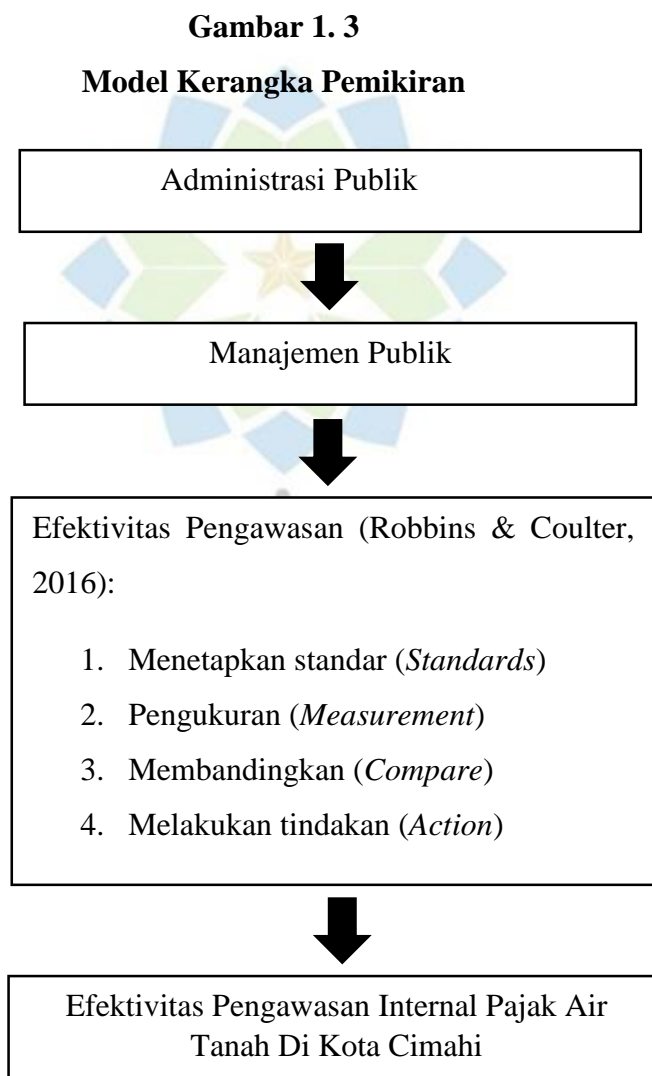 Gambar 1. 3
Model Kerangka Pemikiran
Administrasi Publik
Manajemen Publik
Efektivitas Pengawasan (Robbins & Coulter,
2016):
1. Menetapkan standar (Standards)
2. Pengukuran (Measurement)
3. Membandingkan (Compare)
4. Melakukan tindakan (Action)
Efektivitas Pengawasan Internal Pajak Air
Tanah Di Kota Cimahi